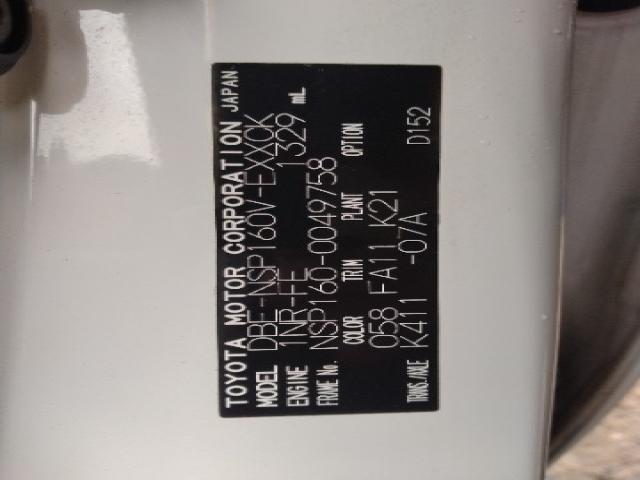 TOYOTA MOTOR CORPORATION JAPAN
MODEL DBE-NSP160V-EXXCK
ENGINE 1NR-FE 1329 mL
FRAME No. NSP160-0049758
COLOR TRIM PLANT OPTION
058 FA11 K21
TRANS./AXLE K411 -07A D152